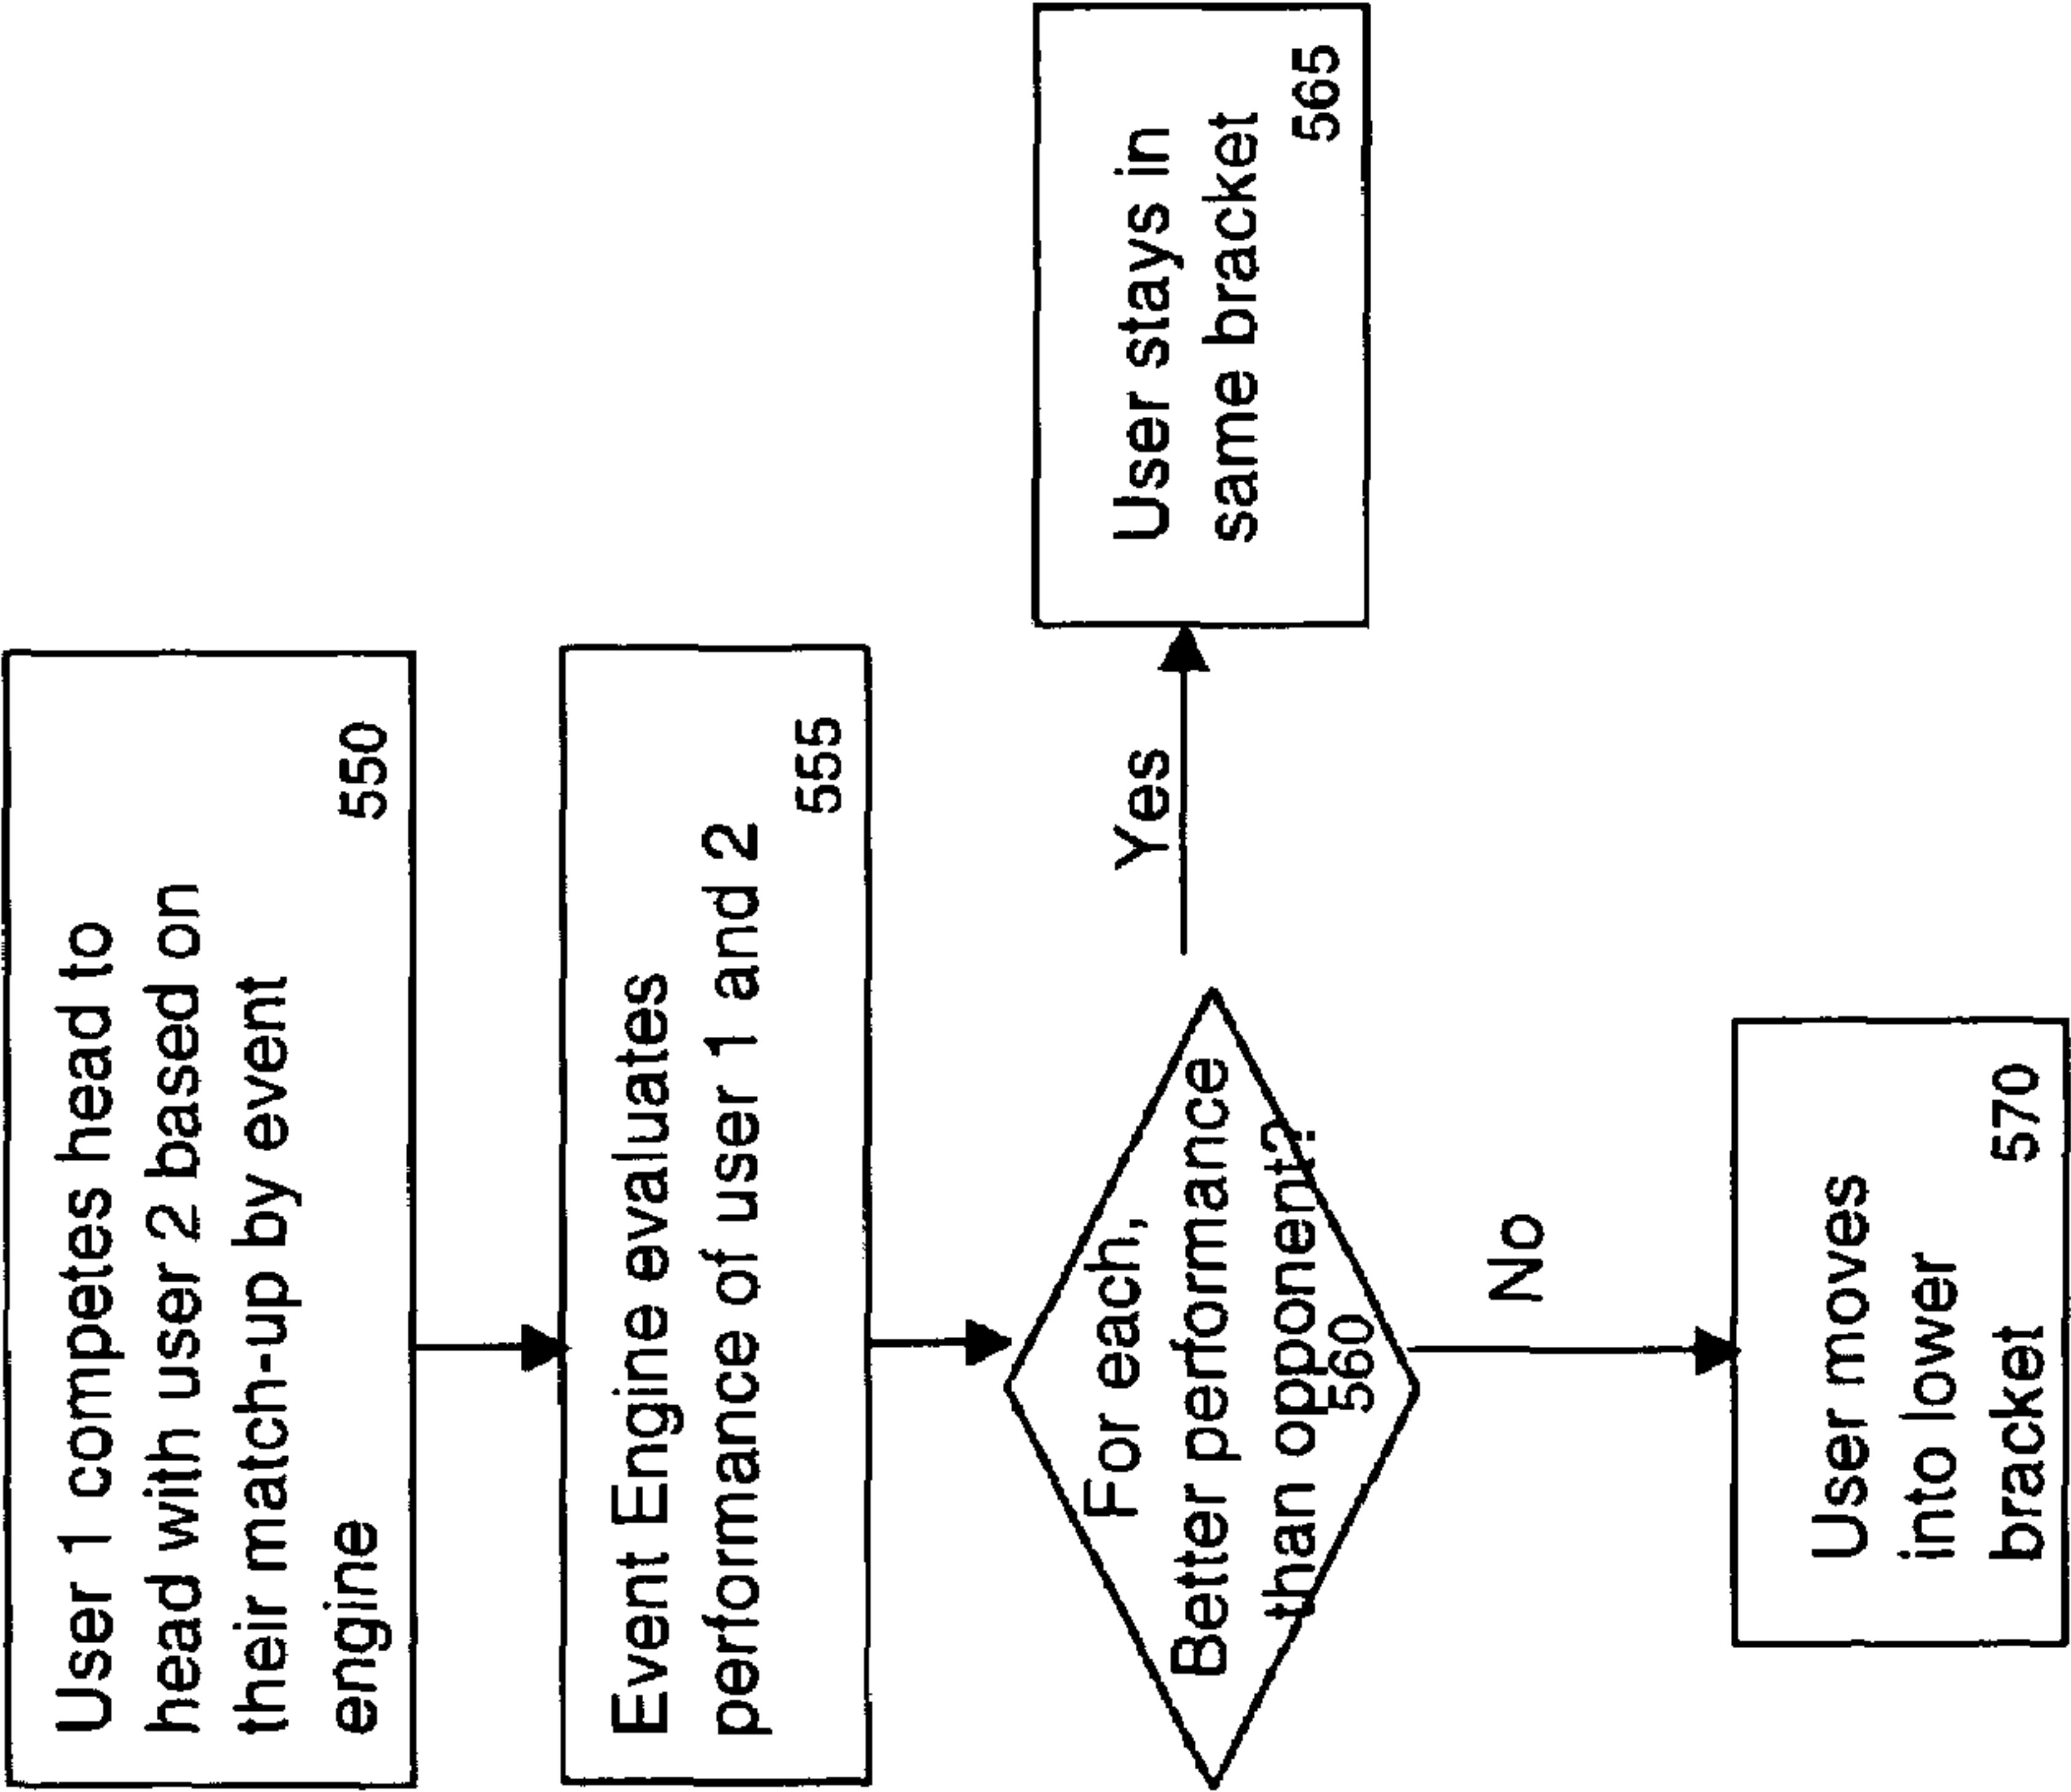 User 1 competes head to
head with user 2 based on
their match-up by event
engine
550
Event Engine evaluates
performance of user 1 and 2
555
For each,
Better performance
than opponent?
560
Yes
User stays in
same bracket
565
No
User moves
into lower
bracket
570